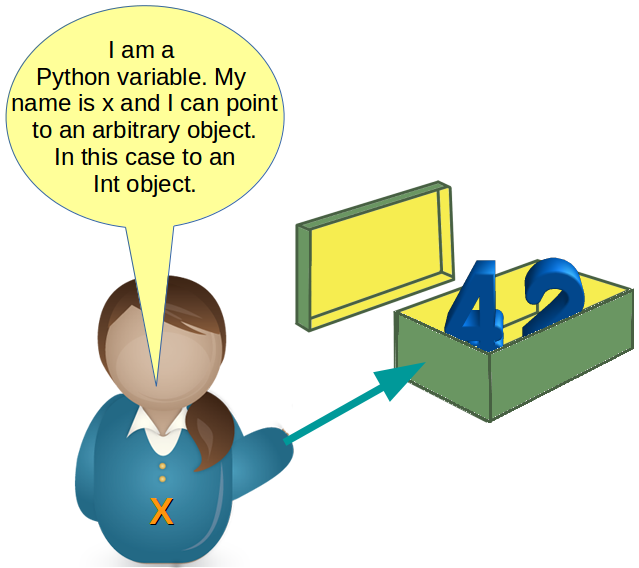 I am a
Python variable. My
name is x and I can point
to an arbitrary object.
In this case to an
Int object.
42
X